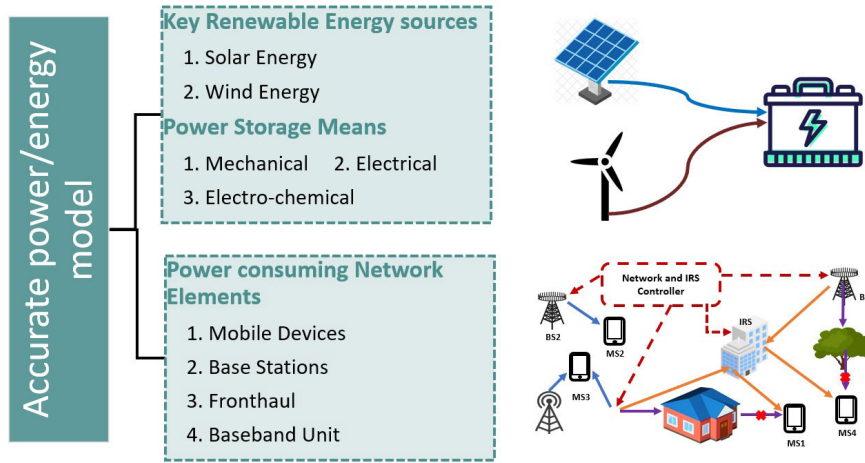 Accurate power/energy
model
Key Renewable Energy sources
1. Solar Energy
2. Wind Energy
Power Storage Means
1. Mechanical 2. Electrical
3. Electro-chemical
Power consuming Network
Elements
1. Mobile Devices
2. Base Stations
3. Fronthaul
4. Baseband Unit
Network and IRS
Controller
B
BS2
MS2
IRS
MS3
MS1
MS4